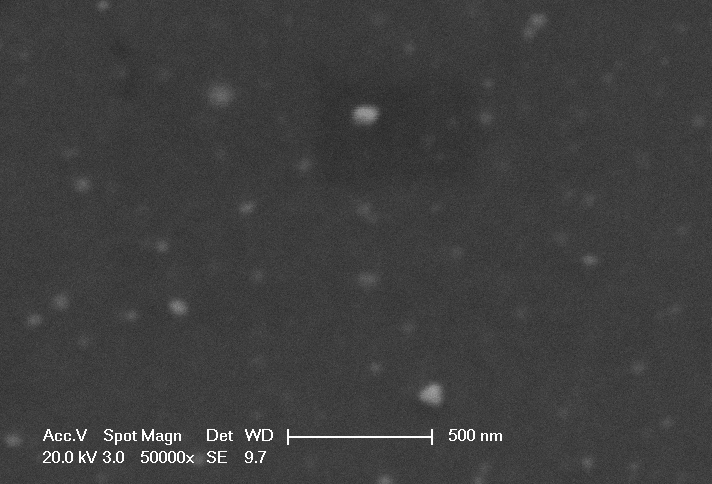 Acc.V Spot Magn Det WD 500 nm
20.0 kV 3.0 50000x SE 9.7